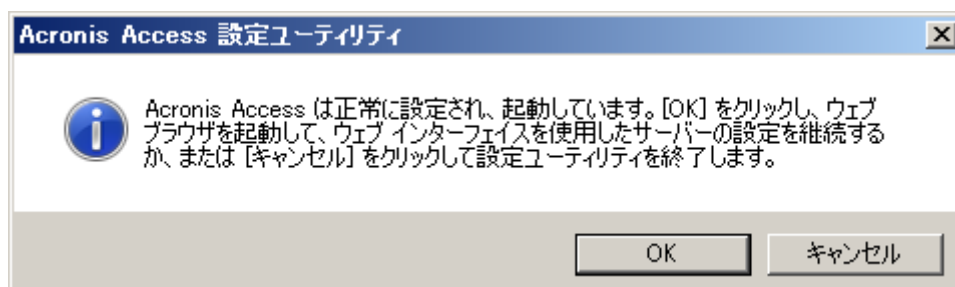 Acronis Access 設定ユーティリティ
Acronis Access は正常に設定され、起動しています。[OK] をクリックし、ウェブ
ブラウザを起動して、ウェブ インターフェイスを使用したサーバーの設定を継続する
か、または [キャンセル] をクリックして設定ユーティリティを終了します。
OK
キャンセル